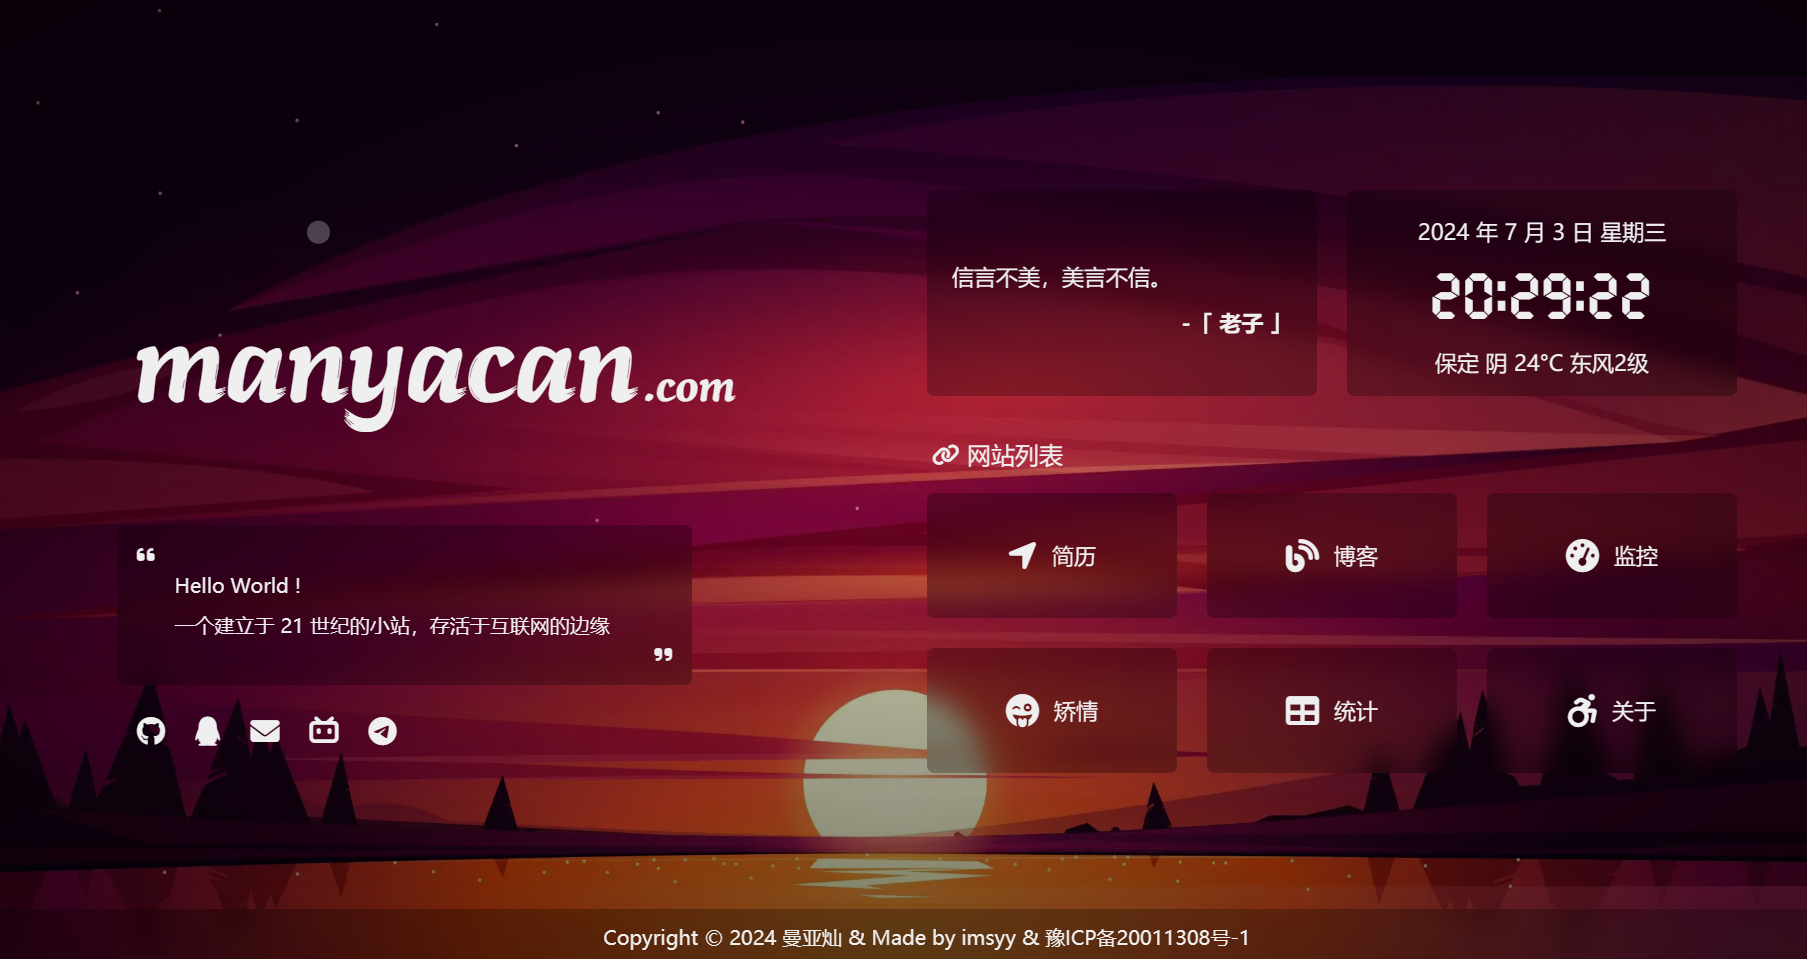 manyacan.com
Hello World !
一个建立于 21 世纪的小站，存活于互联网的边缘
信言不美，美言不信。
-「 老子 」
2024 年 7 月 3 日 星期三
20:29:22
保定 阴 24°C 东风2级
网站列表
简历
博客
监控
矫情
统计
关于
Copyright © 2024 曼亚灿 & Made by imsyy & 豫ICP备20011308号-1